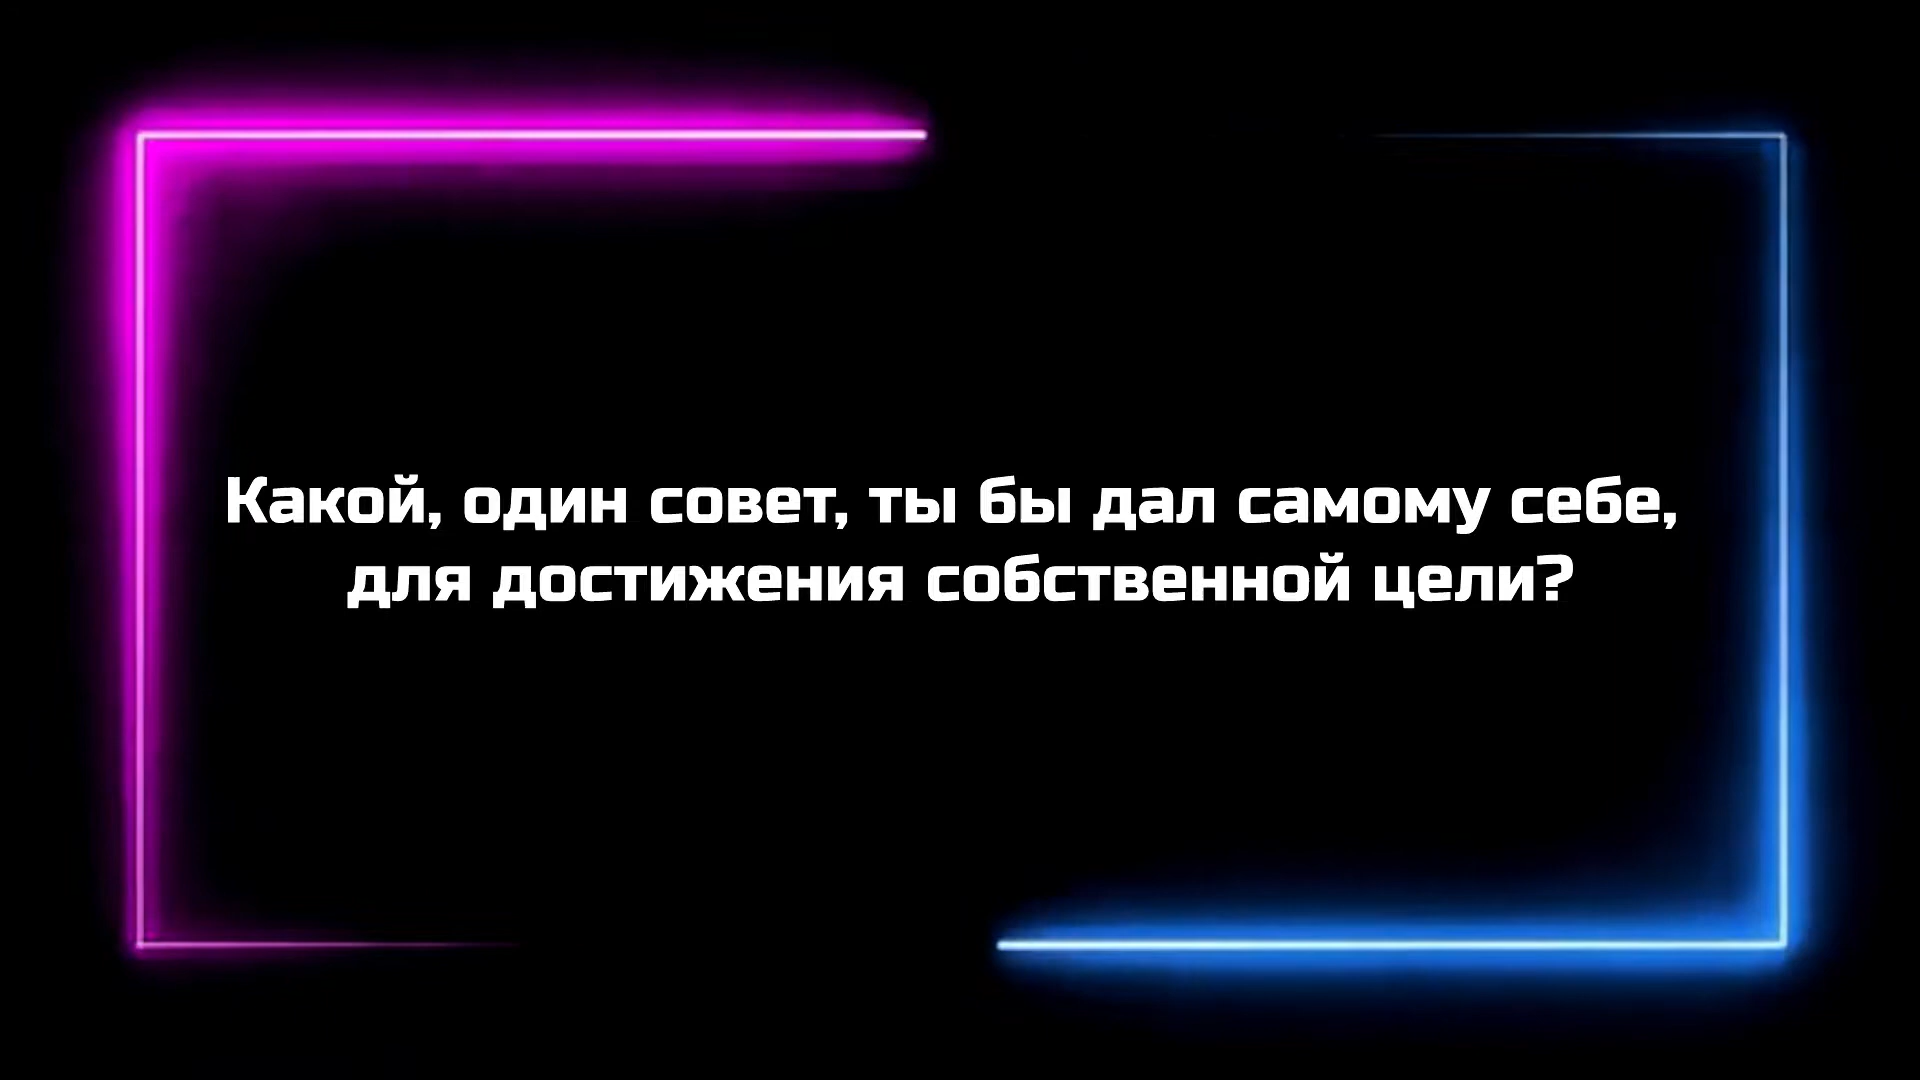 Какой, один совет, ты бы дал самому себе,
для достижения собственной цели?